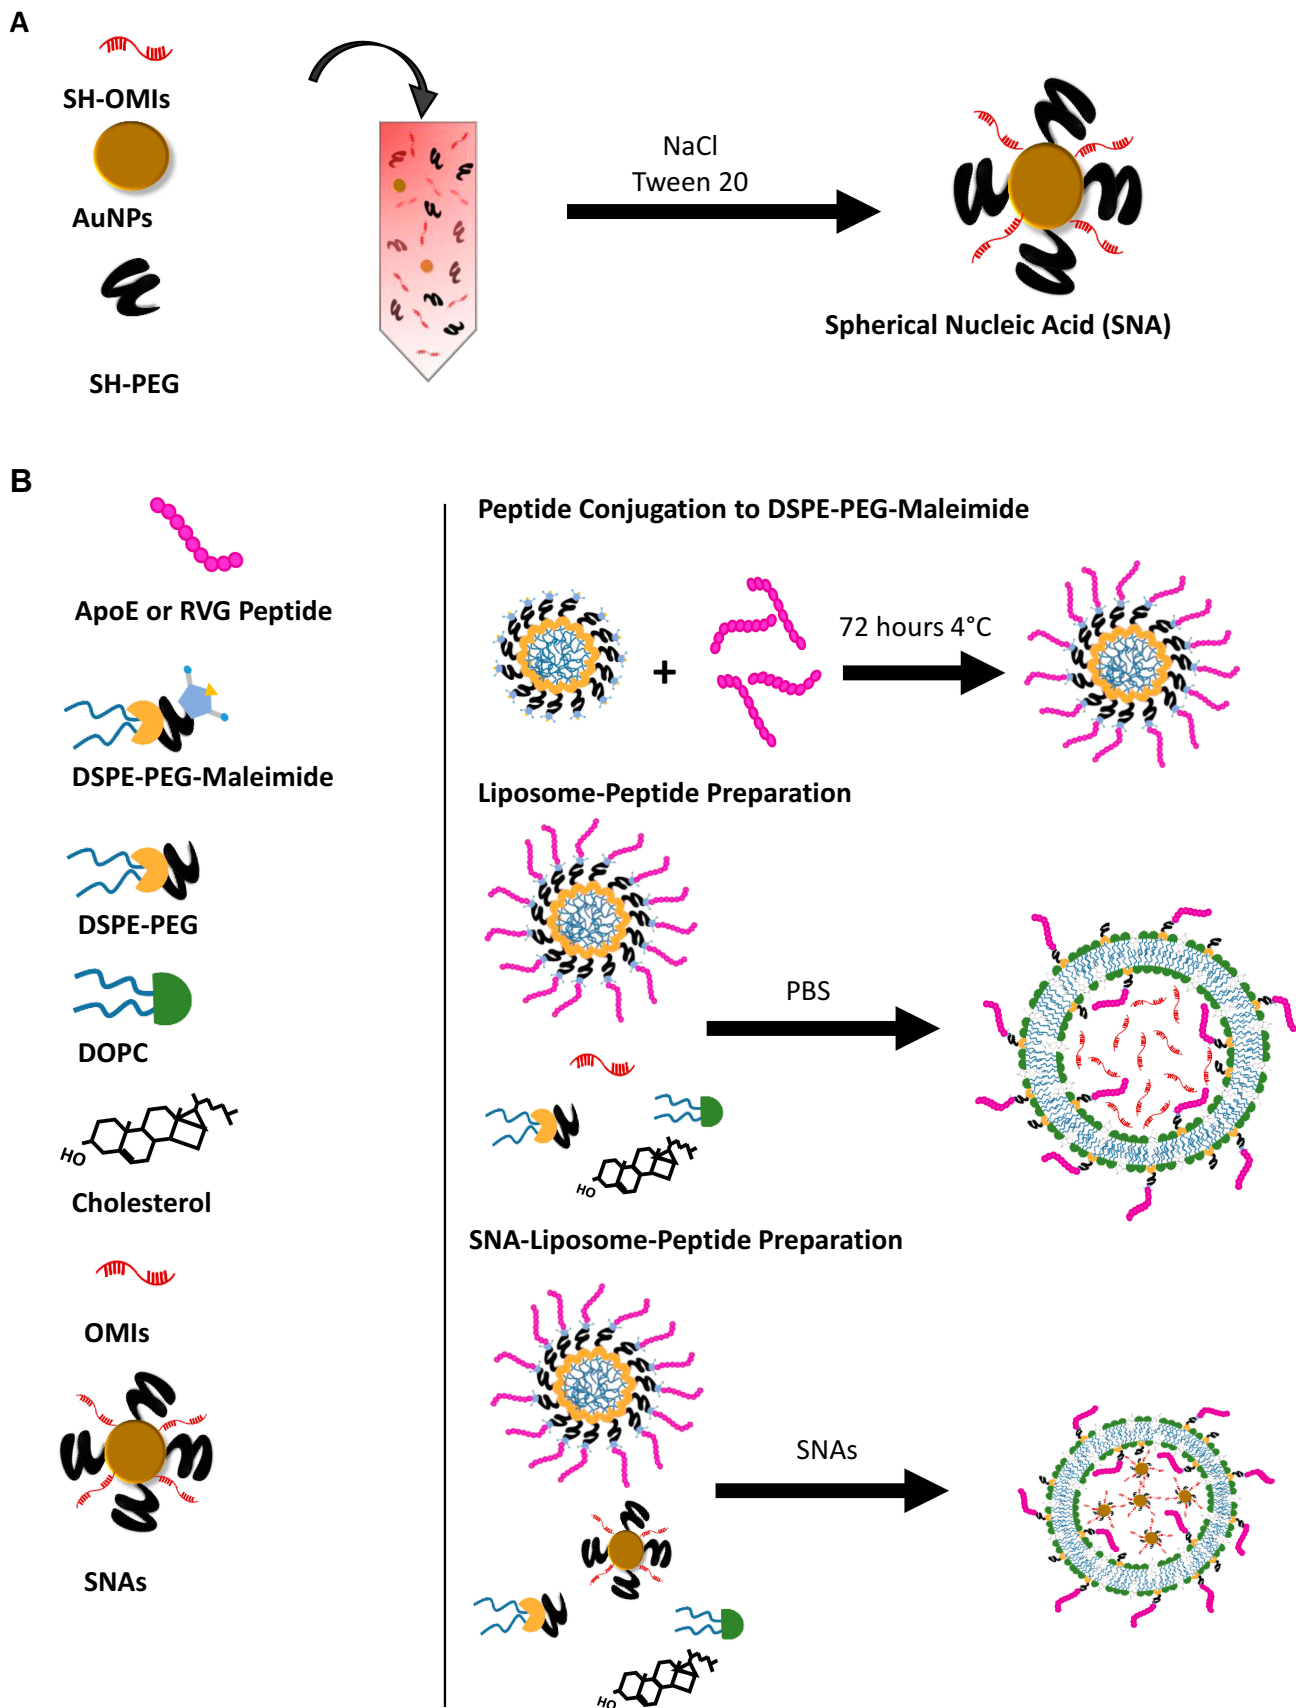 A
SH-OMIs
AuNPs
SH-PEG
NaCl
Tween 20
Spherical Nucleic Acid (SNA)
B
ApoE or RVG Peptide
DSPE-PEG-Maleimide
DSPE-PEG
DOPC
HO
Cholesterol
OMIs
SNAs
Peptide Conjugation to DSPE-PEG-Maleimide
+
72 hours 4°C
Liposome-Peptide Preparation
PBS
HO
SNA-Liposome-Peptide Preparation
SNAs
HO